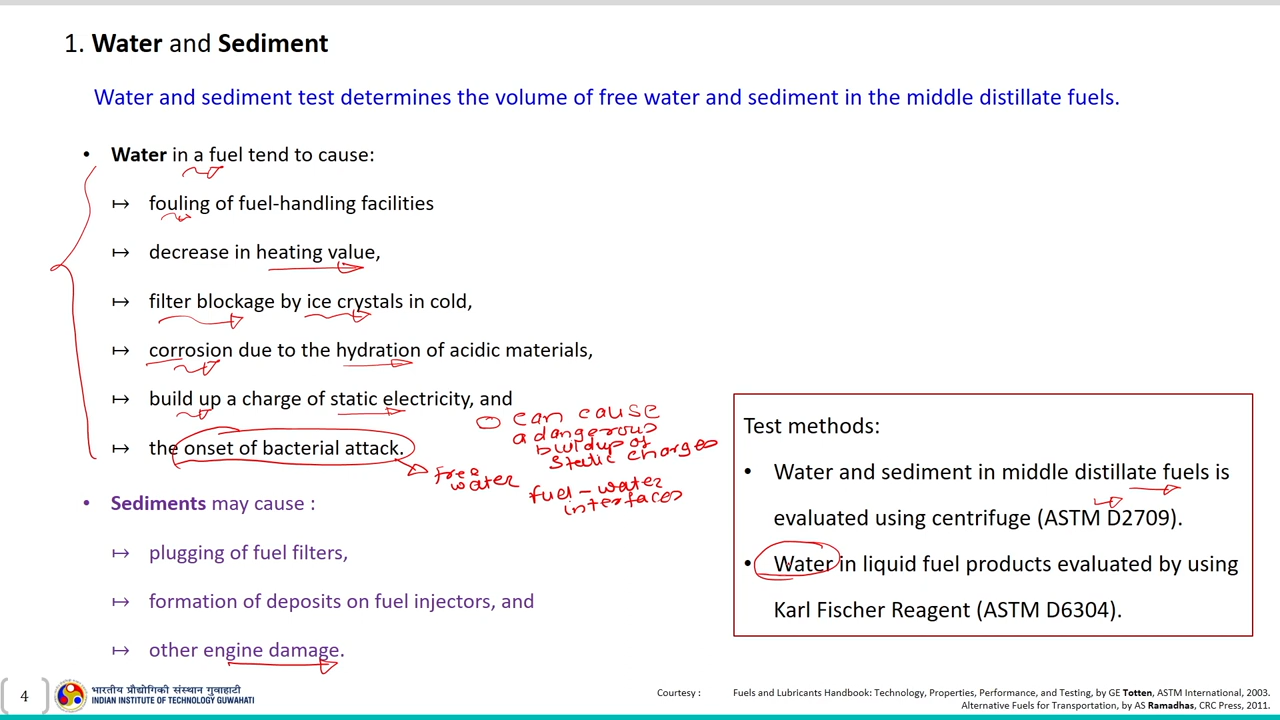 1. Water and Sediment
Water and sediment test determines the volume of free water and sediment in the middle distillate fuels.
• Water in a fuel tend to cause:
↦ fouling of fuel-handling facilities
↦ decrease in heating value,
↦ filter blockage by ice crystals in cold,
↦ corrosion due to the hydration of acidic materials,
↦ build up a charge of static electricity, and
↦ the onset of bacterial attack.
can cause
a dangerous
buildup of
static charges
free
water
fuel-water
interfaces
• Sediments may cause :
↦ plugging of fuel filters,
↦ formation of deposits on fuel injectors, and
↦ other engine damage.
Test methods:
• Water and sediment in middle distillate fuels is
evaluated using centrifuge (ASTM D2709).
• Water in liquid fuel products evaluated by using
Karl Fischer Reagent (ASTM D6304).
4
भारतीय प्रौद्योगिकी संस्थान गुवाहाटी
INDIAN INSTITUTE OF TECHNOLOGY GUWAHATI
Courtesy : Fuels and Lubricants Handbook: Technology, Properties, Performance, and Testing, by GE Totten, ASTM International, 2003.
Alternative Fuels for Transportation, by AS Ramadhas, CRC Press, 2011.